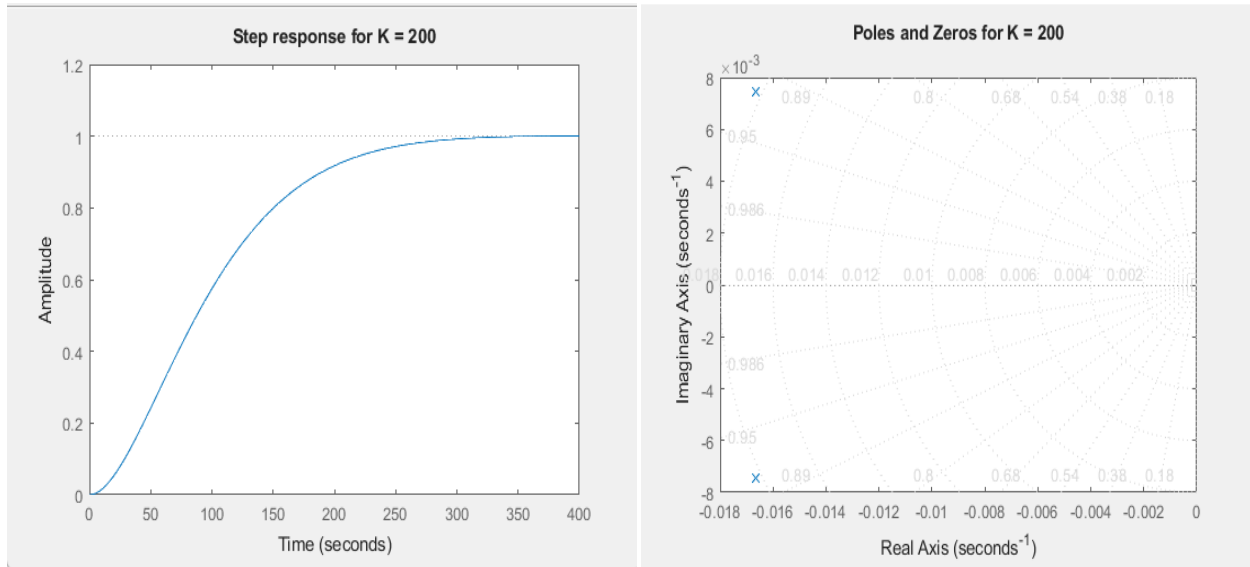 Step response for K = 200
1.2
1
0.8
0.6
0.4
0.2
0
Amplitude
0 50 100 150 200 250 300 350 400
Time (seconds)
Poles and Zeros for K = 200
×10⁻³
8
6
4
2
0
-2
-4
-6
-8
Imaginary Axis (seconds⁻¹)
0.89 0.8 0.68 0.54 0.38 0.18
0.95
0.986
0.018 0.016 0.014 0.012 0.01 0.008 0.006 0.004 0.002
0.986
0.95
0.89 0.8 0.68 0.54 0.38 0.18
-0.018 -0.016 -0.014 -0.012 -0.01 -0.008 -0.006 -0.004 -0.002 0
Real Axis (seconds⁻¹)